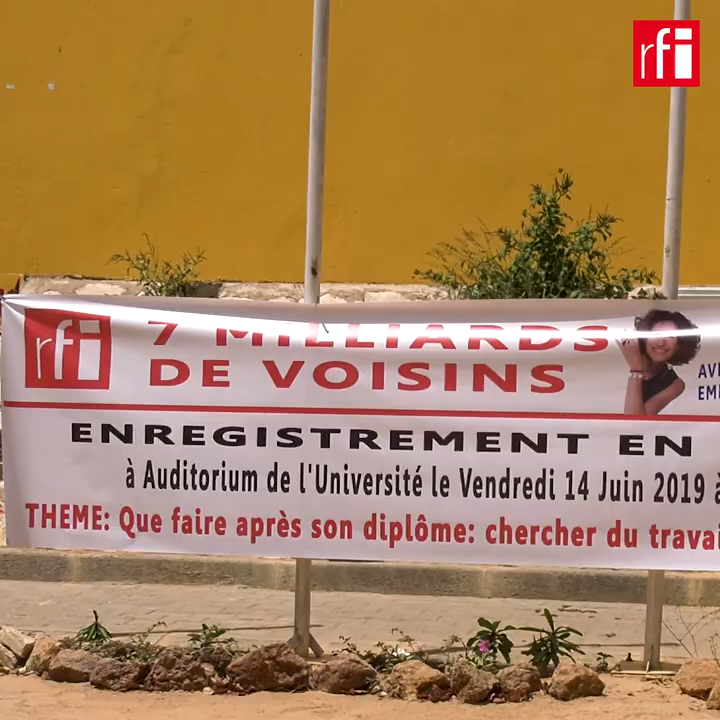 rfi
rfi
7 MILLIARDS
DE VOISINS
ENREGISTREMENT EN
à Auditorium de l'Université le Vendredi 14 Juin 2019 à
THEME: Que faire après son diplôme: chercher du